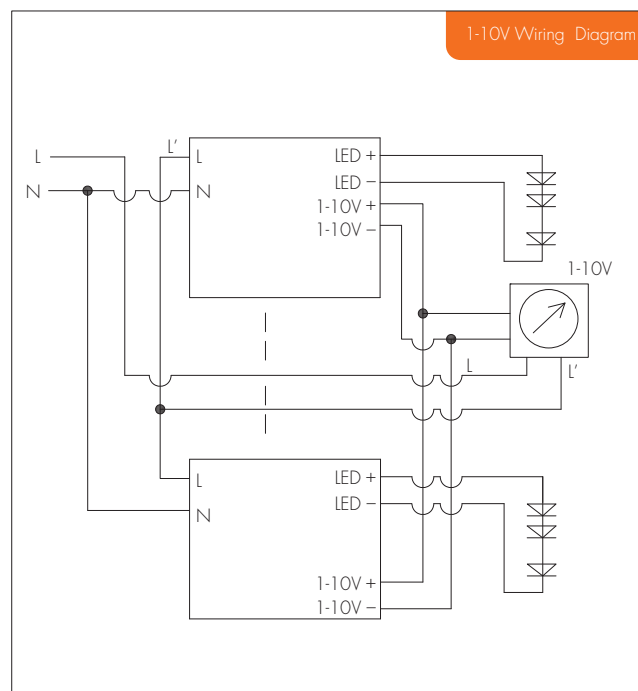 1-10V Wiring Diagram
L
N
L'
L
N
LED +
LED –
1-10V +
1-10V –
1-10V
L
L'
L
N
LED +
LED –
1-10V +
1-10V –